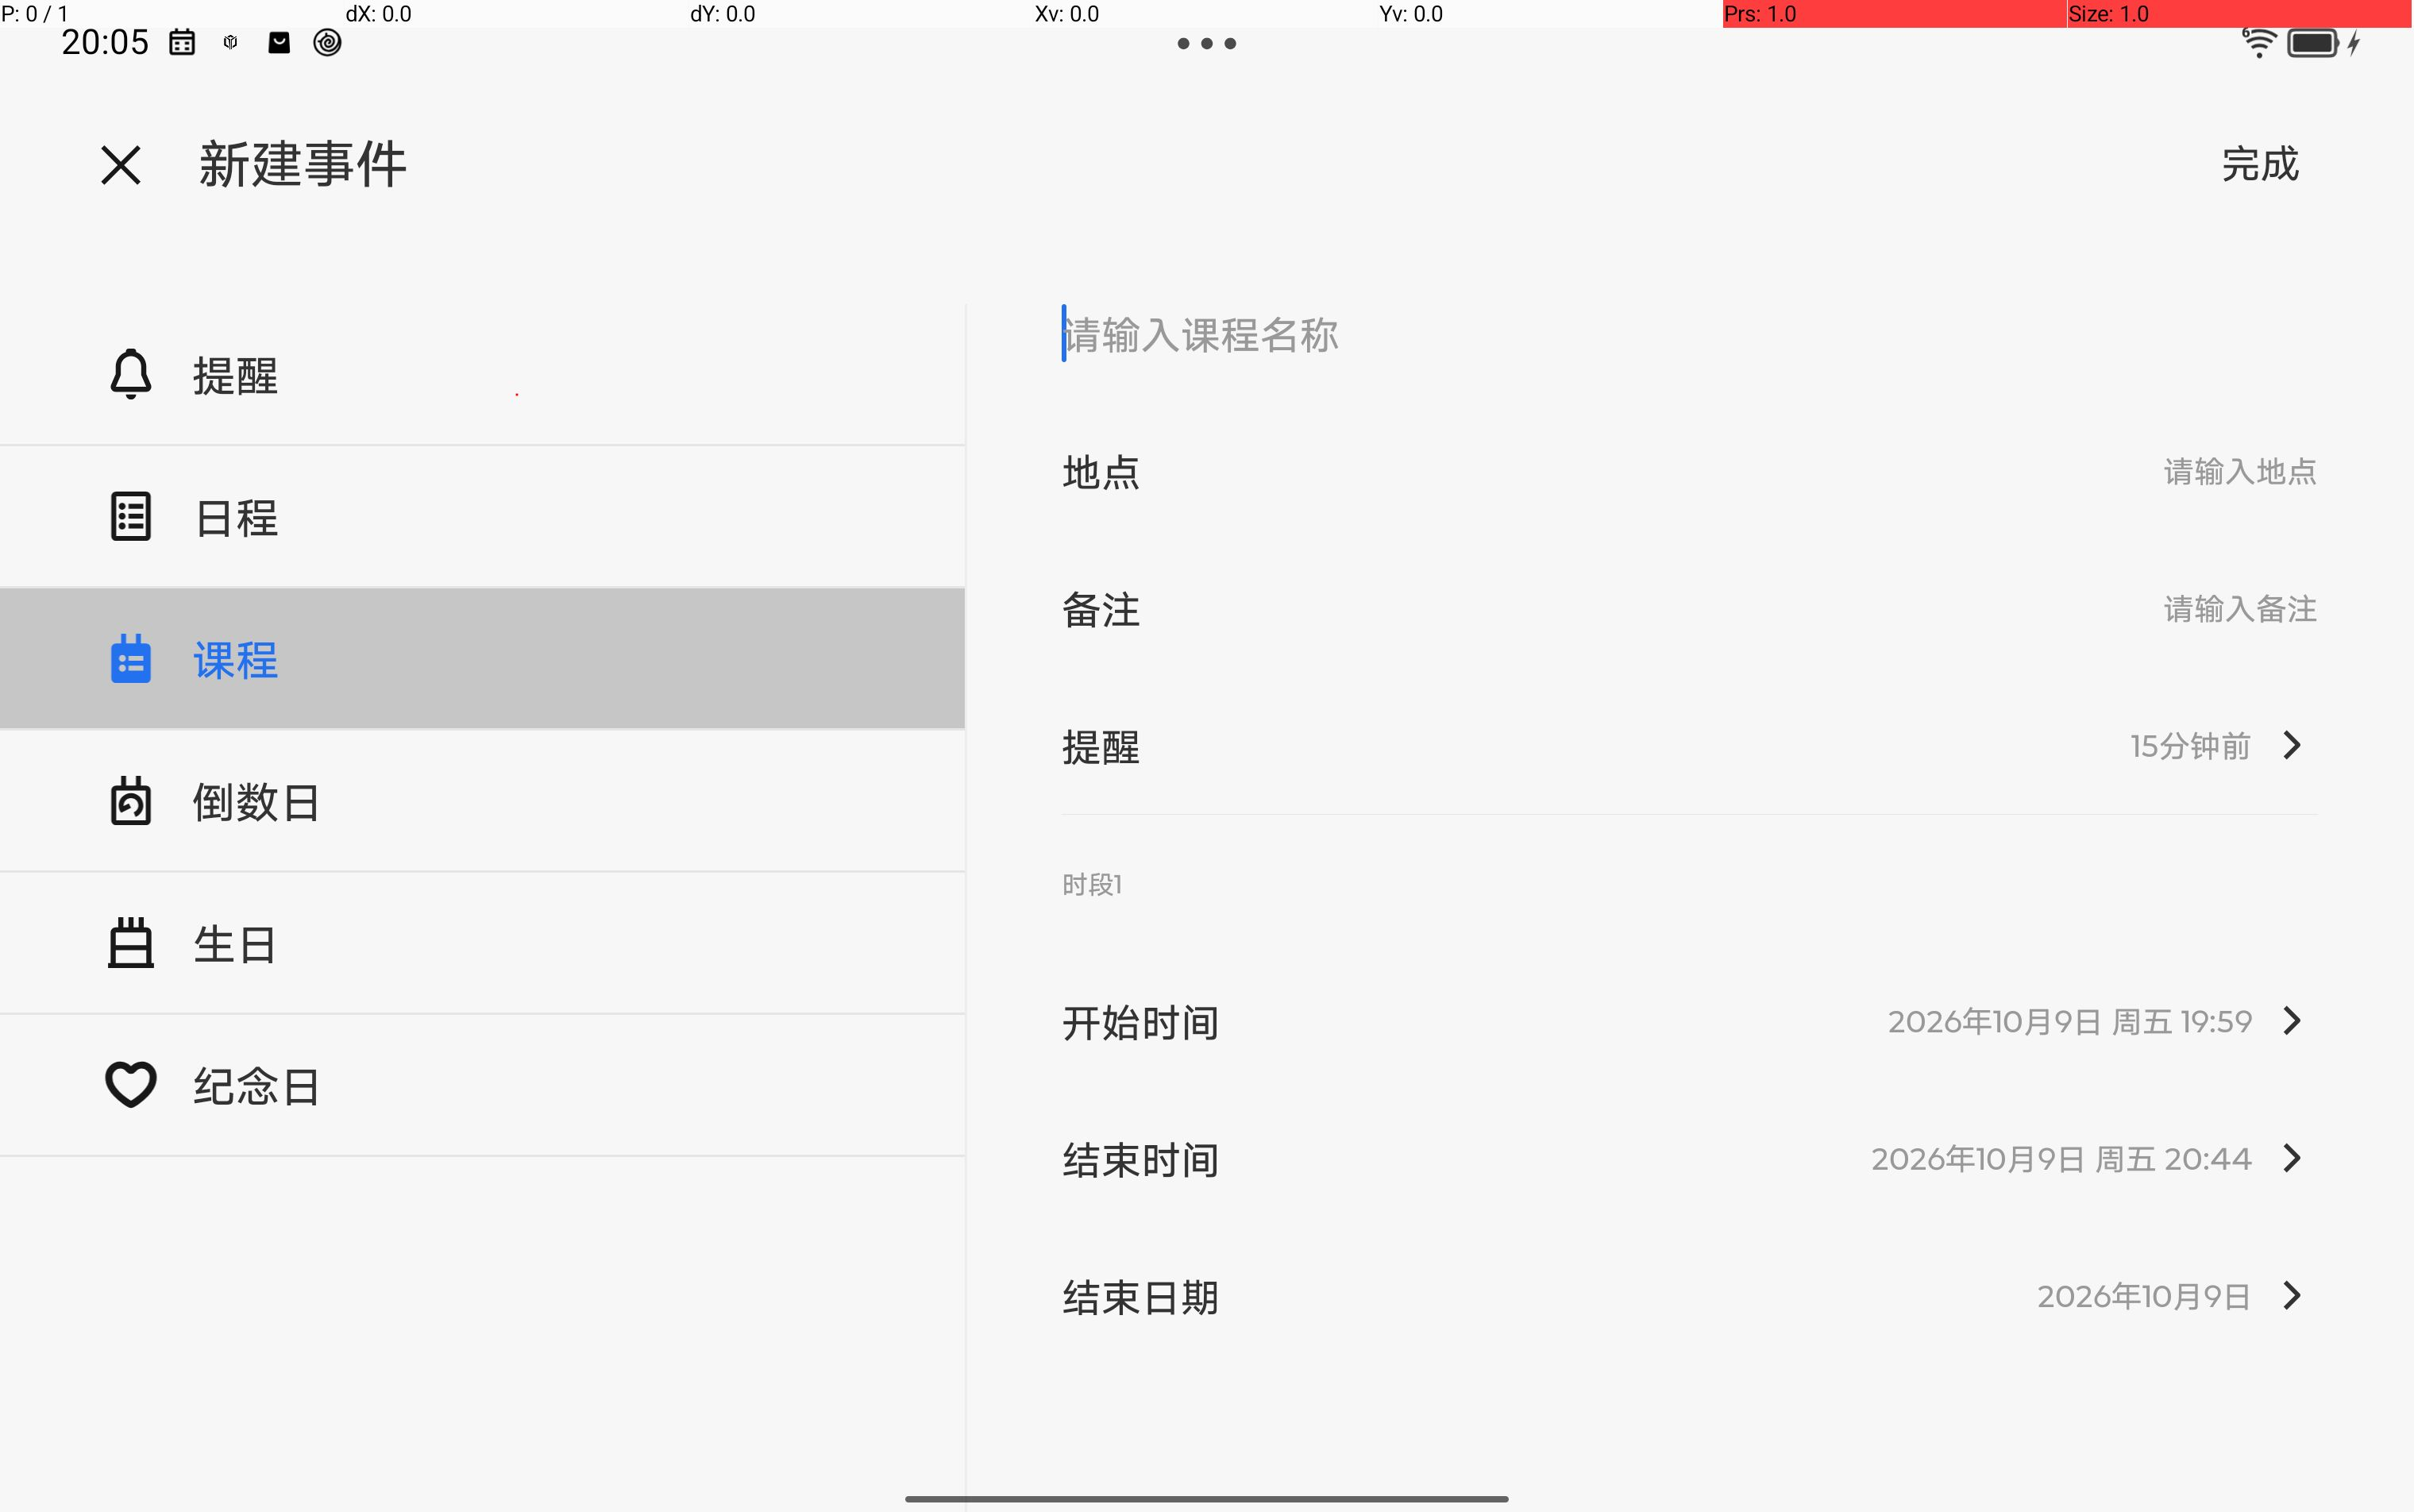 P: 0 / 1 dX: 0.0 dY: 0.0 Xv: 0.0 Yv: 0.0 Prs: 1.0 Size: 1.0
20:05
6
新建事件
完成
提醒
日程
课程
倒数日
生日
纪念日
请输入课程名称
地点 请输入地点
备注 请输入备注
提醒 15分钟前
时段1
开始时间 2026年10月9日 周五 19:59
结束时间 2026年10月9日 周五 20:44
结束日期 2026年10月9日